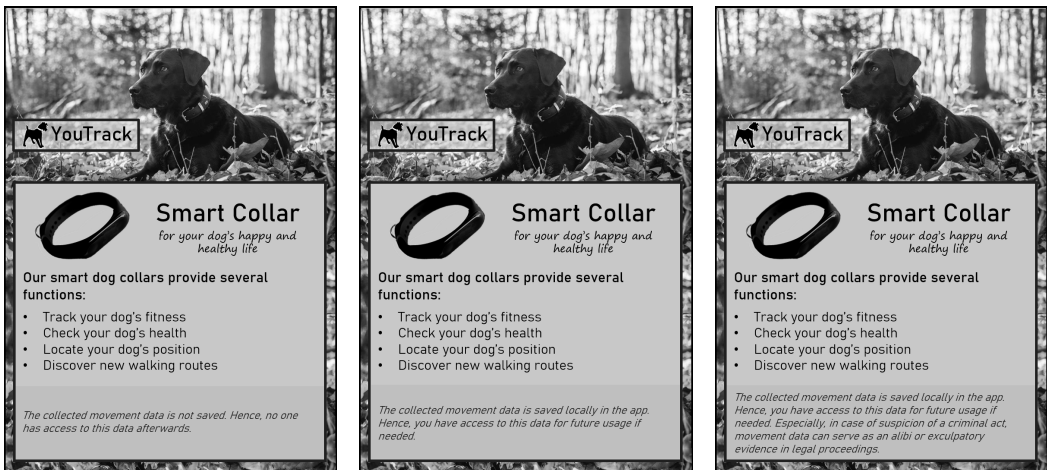 YouTrack
Smart Collar
for your dog's happy and
healthy life
Our smart dog collars provide several
functions:
• Track your dog's fitness
• Check your dog's health
• Locate your dog's position
• Discover new walking routes
The collected movement data is not saved. Hence, no one
has access to this data afterwards.
YouTrack
Smart Collar
for your dog's happy and
healthy life
Our smart dog collars provide several
functions:
• Track your dog's fitness
• Check your dog's health
• Locate your dog's position
• Discover new walking routes
The collected movement data is saved locally in the app.
Hence, you have access to this data for future usage if
needed.
YouTrack
Smart Collar
for your dog's happy and
healthy life
Our smart dog collars provide several
functions:
• Track your dog's fitness
• Check your dog's health
• Locate your dog's position
• Discover new walking routes
The collected movement data is saved locally in the app.
Hence, you have access to this data for future usage if
needed. Especially, in case of suspicion of a criminal act,
movement data can serve as an alibi or exculpatory
evidence in legal proceedings.